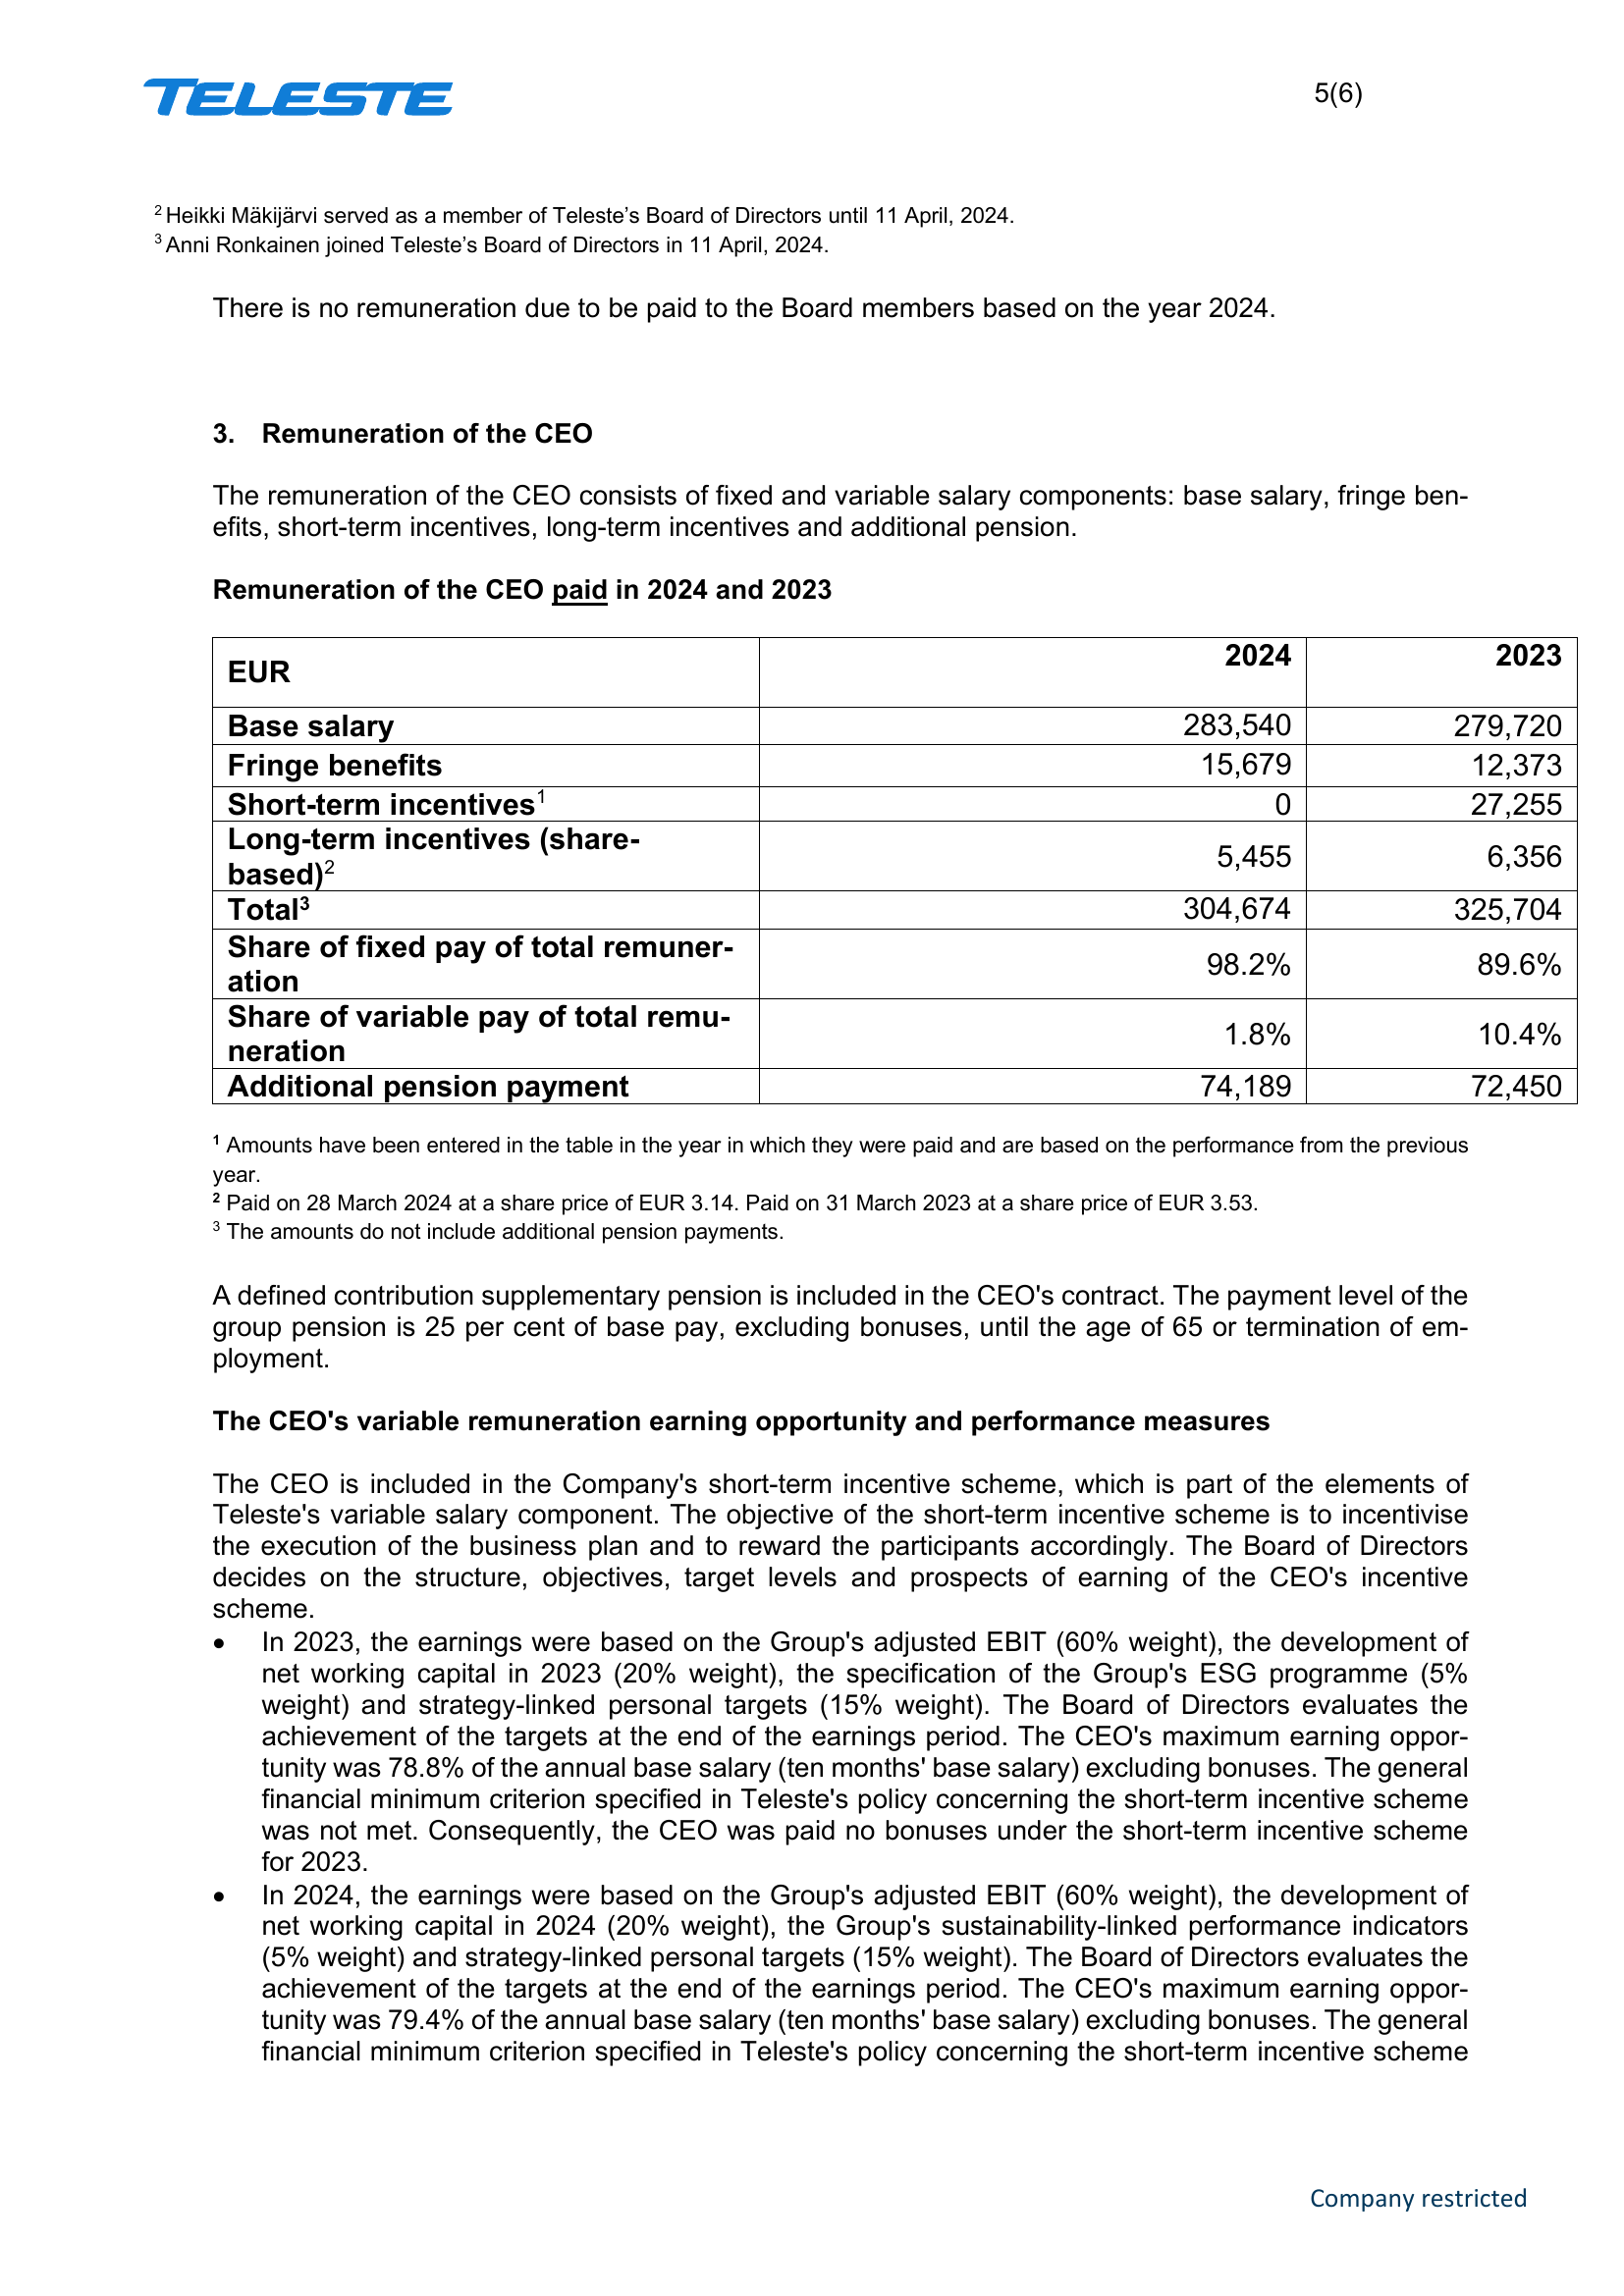 TELESTE
5(6)
² Heikki Mäkijärvi served as a member of Teleste’s Board of Directors until 11 April, 2024.
³ Anni Ronkainen joined Teleste’s Board of Directors in 11 April, 2024.
There is no remuneration due to be paid to the Board members based on the year 2024.
3. Remuneration of the CEO
The remuneration of the CEO consists of fixed and variable salary components: base salary, fringe ben-
efits, short-term incentives, long-term incentives and additional pension.
Remuneration of the CEO paid in 2024 and 2023
EUR 2024 2023
Base salary 283,540 279,720
Fringe benefits 15,679 12,373
Short-term incentives¹ 0 27,255
Long-term incentives (share-
based)² 5,455 6,356
Total³ 304,674 325,704
Share of fixed pay of total remuner-
ation 98.2% 89.6%
Share of variable pay of total remu-
neration 1.8% 10.4%
Additional pension payment 74,189 72,450
¹ Amounts have been entered in the table in the year in which they were paid and are based on the performance from the previous
year.
² Paid on 28 March 2024 at a share price of EUR 3.14. Paid on 31 March 2023 at a share price of EUR 3.53.
³ The amounts do not include additional pension payments.
A defined contribution supplementary pension is included in the CEO's contract. The payment level of the
group pension is 25 per cent of base pay, excluding bonuses, until the age of 65 or termination of em-
ployment.
The CEO's variable remuneration earning opportunity and performance measures
The CEO is included in the Company's short-term incentive scheme, which is part of the elements of
Teleste's variable salary component. The objective of the short-term incentive scheme is to incentivise
the execution of the business plan and to reward the participants accordingly. The Board of Directors
decides on the structure, objectives, target levels and prospects of earning of the CEO's incentive
scheme.
• In 2023, the earnings were based on the Group's adjusted EBIT (60% weight), the development of
net working capital in 2023 (20% weight), the specification of the Group's ESG programme (5%
weight) and strategy-linked personal targets (15% weight). The Board of Directors evaluates the
achievement of the targets at the end of the earnings period. The CEO's maximum earning oppor-
tunity was 78.8% of the annual base salary (ten months' base salary) excluding bonuses. The general
financial minimum criterion specified in Teleste's policy concerning the short-term incentive scheme
was not met. Consequently, the CEO was paid no bonuses under the short-term incentive scheme
for 2023.
• In 2024, the earnings were based on the Group's adjusted EBIT (60% weight), the development of
net working capital in 2024 (20% weight), the Group's sustainability-linked performance indicators
(5% weight) and strategy-linked personal targets (15% weight). The Board of Directors evaluates the
achievement of the targets at the end of the earnings period. The CEO's maximum earning oppor-
tunity was 79.4% of the annual base salary (ten months' base salary) excluding bonuses. The general
financial minimum criterion specified in Teleste's policy concerning the short-term incentive scheme
Company restricted